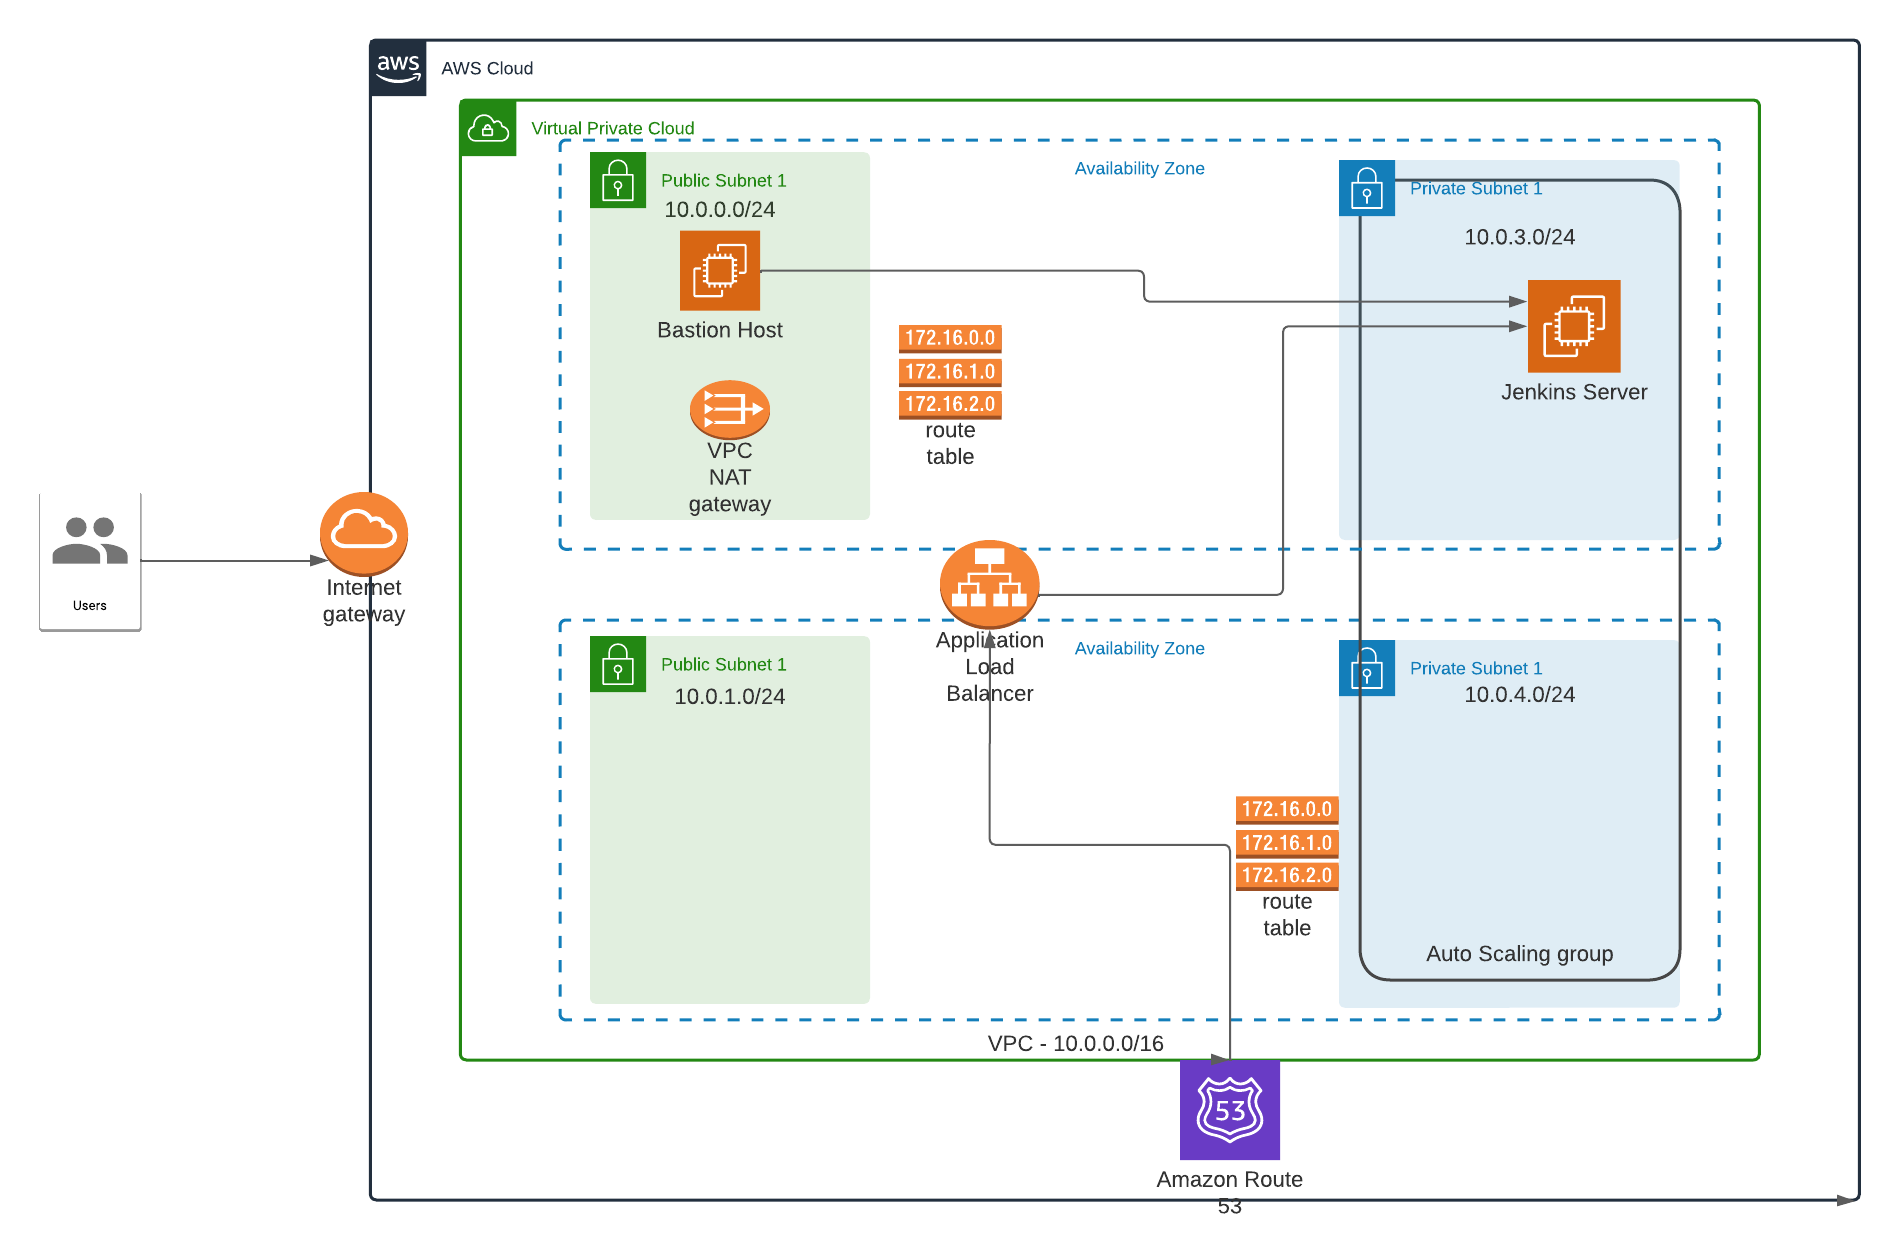 aws
AWS Cloud
Virtual Private Cloud
Availability Zone
Public Subnet 1
10.0.0.0/24
Bastion Host
VPC
NAT
gateway
172.16.0.0
172.16.1.0
172.16.2.0
route
table
Private Subnet 1
10.0.3.0/24
Jenkins Server
Users
Internet
gateway
Application
Load
Balancer
Availability Zone
Public Subnet 1
10.0.1.0/24
Private Subnet 1
10.0.4.0/24
172.16.0.0
172.16.1.0
172.16.2.0
route
table
Auto Scaling group
VPC - 10.0.0.0/16
53
Amazon Route
53